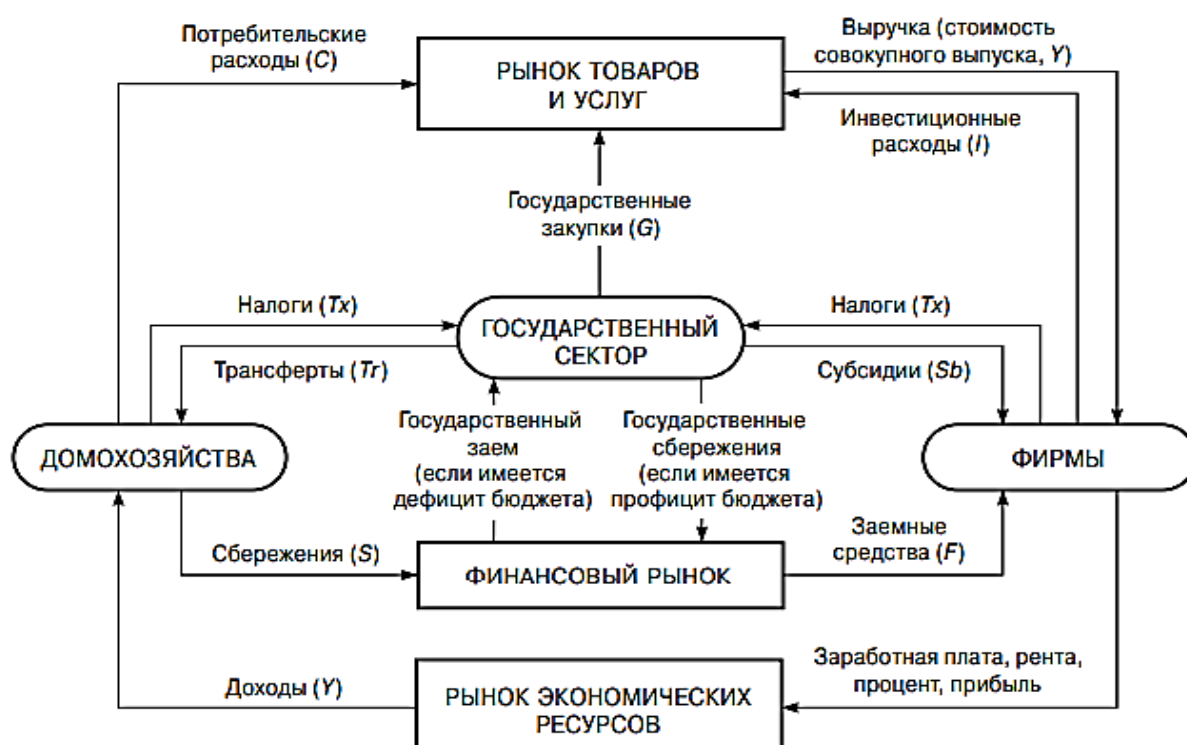 Потребительские
расходы (C)
РЫНОК ТОВАРОВ
И УСЛУГ
Выручка (стоимость
совокупного выпуска, Y)
Инвестиционные
расходы (I)
Государственные
закупки (G)
Налоги (Tx)
ГОСУДАРСТВЕННЫЙ
СЕКТОР
Налоги (Tx)
Трансферты (Tr)
Субсидии (Sb)
ДОМОХОЗЯЙСТВА
Государственный
заем
(если имеется
дефицит бюджета)
Государственные
сбережения
(если имеется
профицит бюджета)
ФИРМЫ
Сбережения (S)
ФИНАНСОВЫЙ РЫНОК
Заемные
средства (F)
Доходы (Y)
РЫНОК ЭКОНОМИЧЕСКИХ
РЕСУРСОВ
Заработная плата, рента,
процент, прибыль